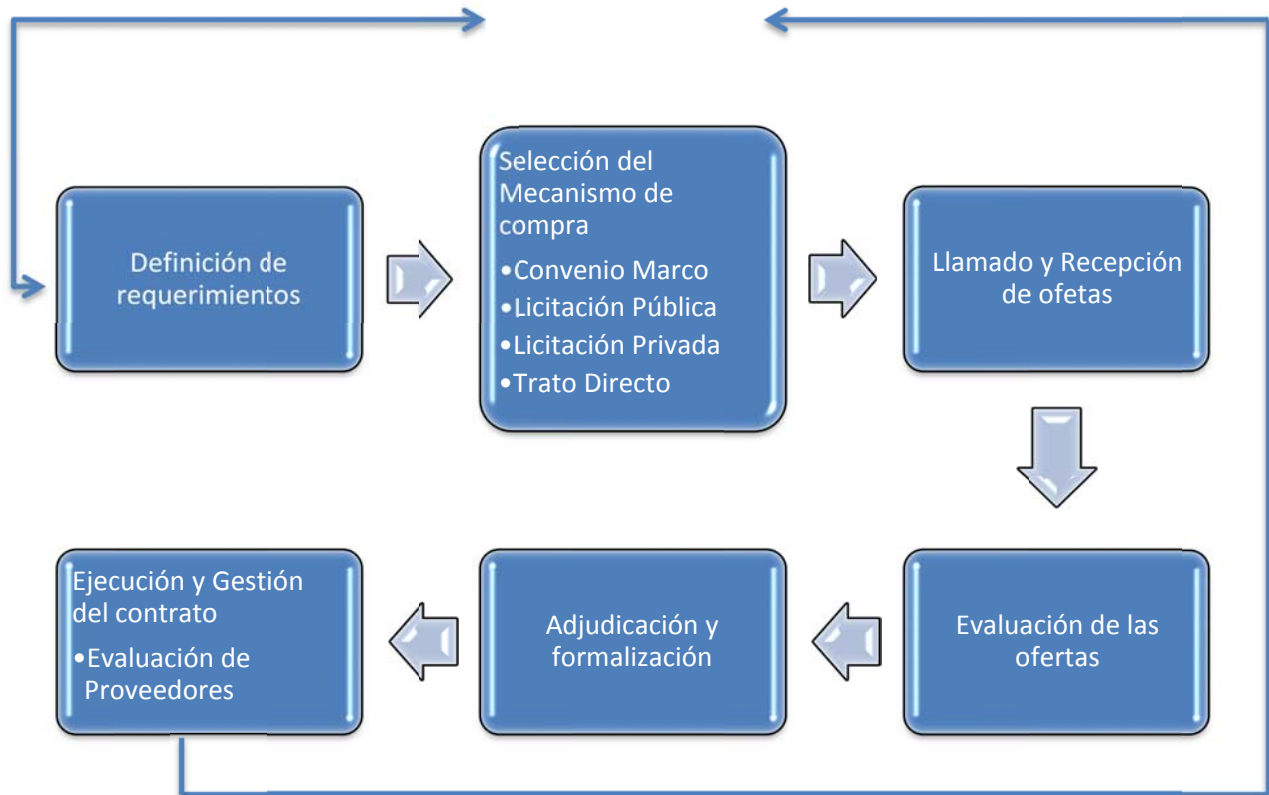 Definición de
requerimientos
Selección del
Mecanismo de
compra
•Convenio Marco
•Licitación Pública
•Licitación Privada
•Trato Directo
Llamado y Recepción
de ofetas
Evaluación de las
ofertas
Adjudicación y
formalización
Ejecución y Gestión
del contrato
•Evaluación de
Proveedores